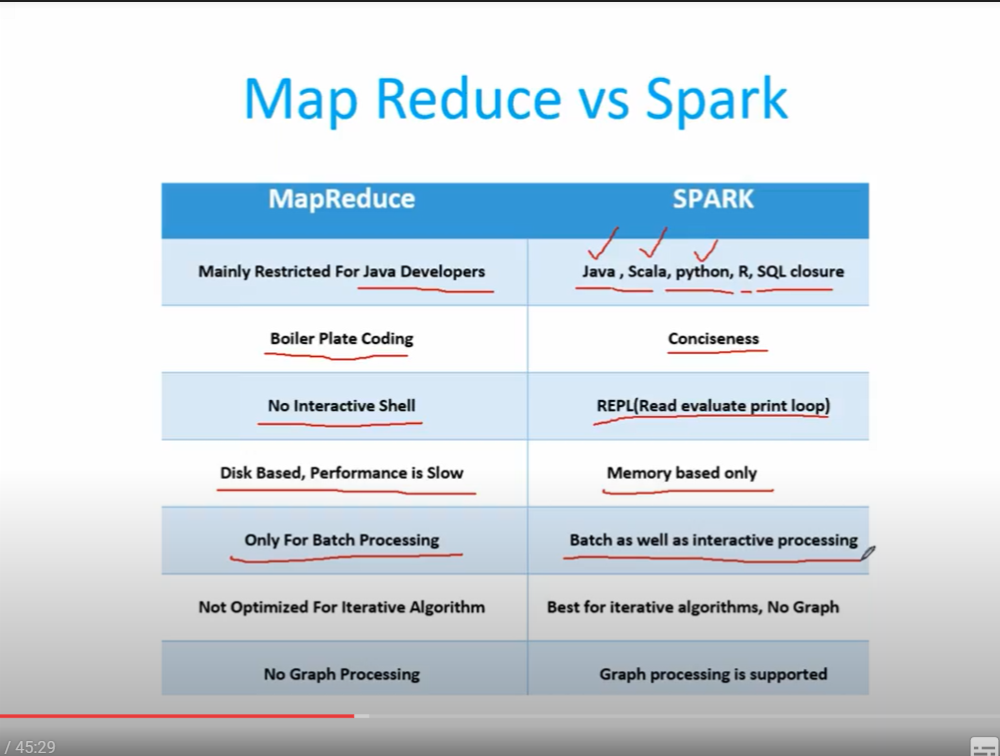 Map Reduce vs Spark
MapReduce SPARK
Mainly Restricted For Java Developers Java , Scala, python, R, SQL closure
Boiler Plate Coding Conciseness
No Interactive Shell REPL(Read evaluate print loop)
Disk Based, Performance is Slow Memory based only
Only For Batch Processing Batch as well as interactive processing
Not Optimized For Iterative Algorithm Best for iterative algorithms, No Graph
No Graph Processing Graph processing is supported
/ 45:29